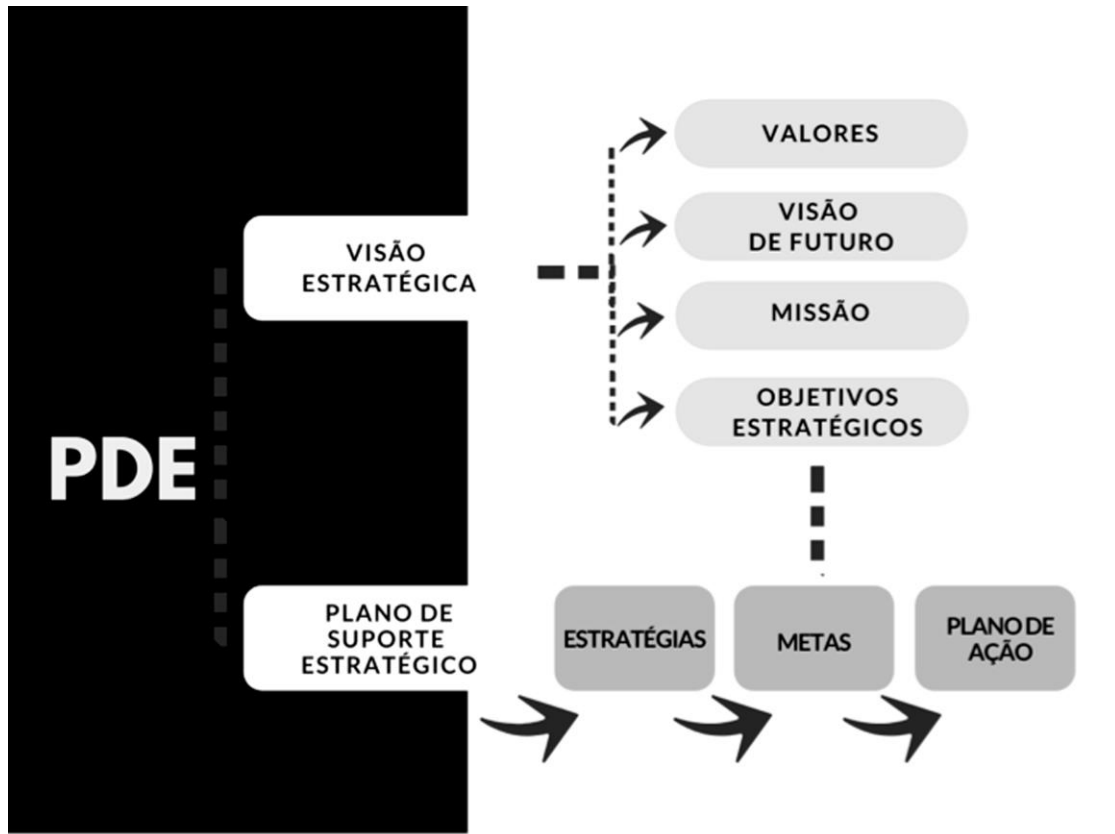 PDE
VISÃO
ESTRATÉGICA
VALORES
VISÃO
DE FUTURO
MISSÃO
OBJETIVOS
ESTRATÉGICOS
PLANO DE
SUPORTE
ESTRATÉGICO
ESTRATÉGIAS
METAS
PLANO DE
AÇÃO